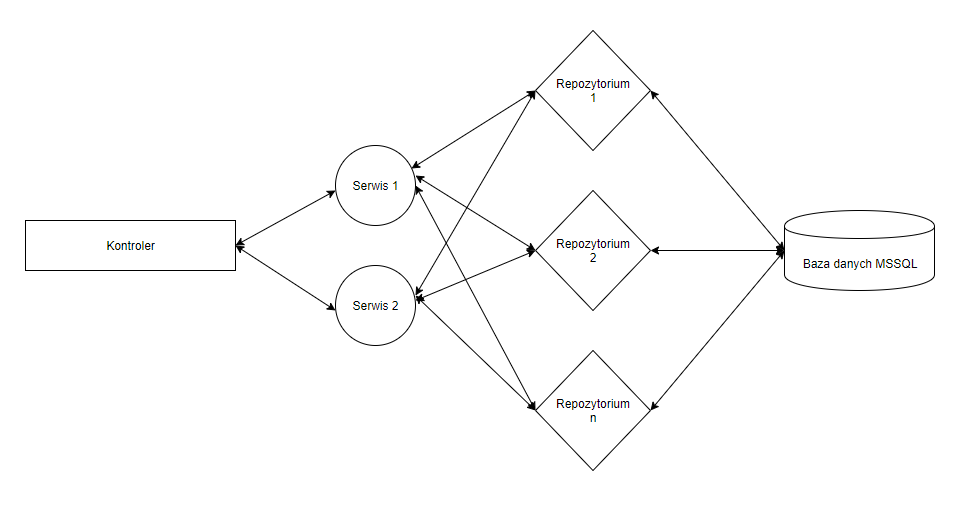 Kontroler
Serwis 1
Serwis 2
Repozytorium
1
Repozytorium
2
Repozytorium
n
Baza danych MSSQL